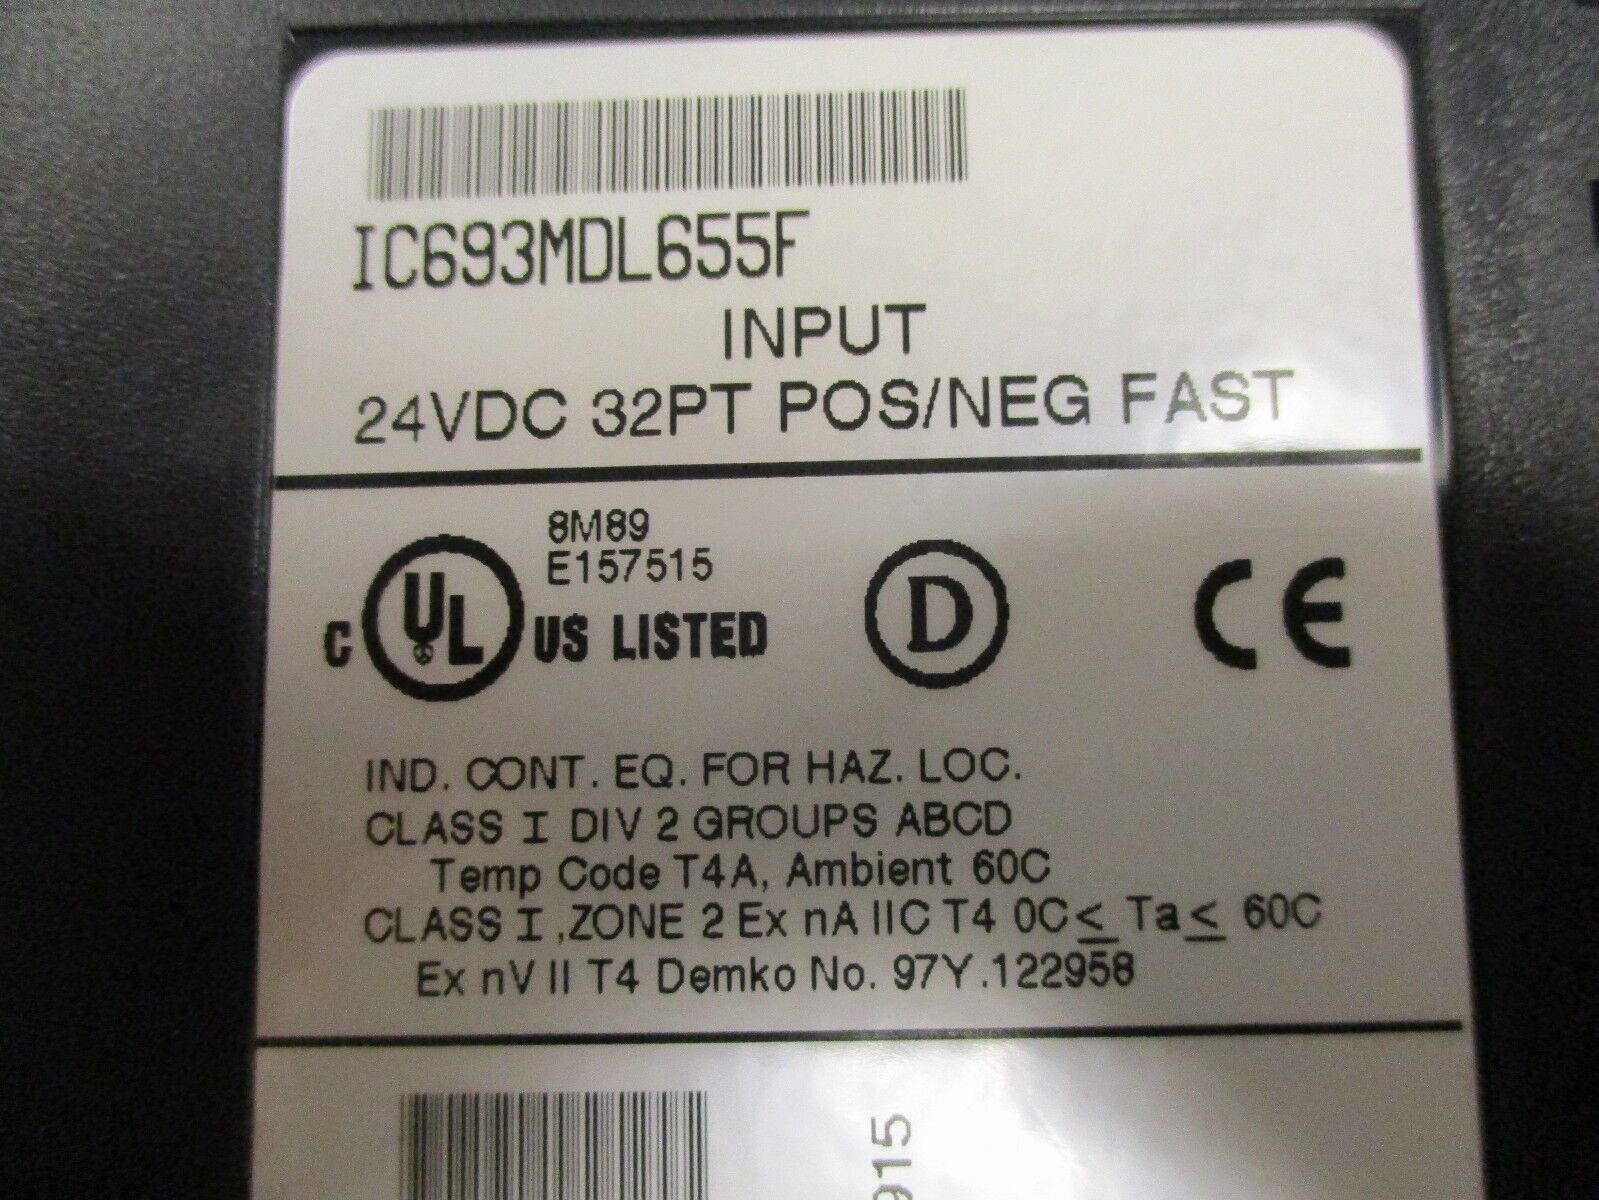 IC693MDL655F
INPUT
24VDC 32PT POS/NEG FAST
8M89
E157515
C UL US LISTED
D
CE
IND. CONT. EQ. FOR HAZ. LOC.
CLASS I DIV 2 GROUPS ABCD
Temp Code T4A, Ambient 60C
CLASS I ,ZONE 2 Ex nA IIC T4 0C≤ Ta≤ 60C
Ex nV II T4 Demko No. 97Y.122958
915